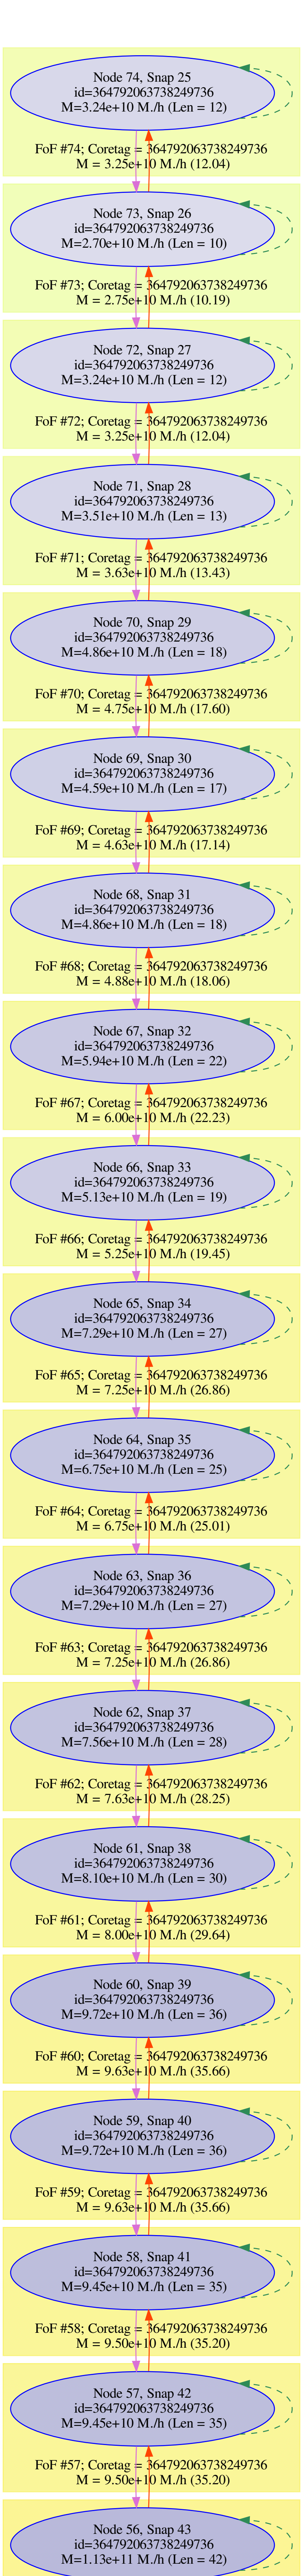 Node 74, Snap 25
id=364792063738249736
M=3.24e+10 M./h (Len = 12)
FoF #74; Coretag = 364792063738249736
M = 3.25e+10 M./h (12.04)
Node 73, Snap 26
id=364792063738249736
M=2.70e+10 M./h (Len = 10)
FoF #73; Coretag = 364792063738249736
M = 2.75e+10 M./h (10.19)
Node 72, Snap 27
id=364792063738249736
M=3.24e+10 M./h (Len = 12)
FoF #72; Coretag = 364792063738249736
M = 3.25e+10 M./h (12.04)
Node 71, Snap 28
id=364792063738249736
M=3.51e+10 M./h (Len = 13)
FoF #71; Coretag = 364792063738249736
M = 3.63e+10 M./h (13.43)
Node 70, Snap 29
id=364792063738249736
M=4.86e+10 M./h (Len = 18)
FoF #70; Coretag = 364792063738249736
M = 4.75e+10 M./h (17.60)
Node 69, Snap 30
id=364792063738249736
M=4.59e+10 M./h (Len = 17)
FoF #69; Coretag = 364792063738249736
M = 4.63e+10 M./h (17.14)
Node 68, Snap 31
id=364792063738249736
M=4.86e+10 M./h (Len = 18)
FoF #68; Coretag = 364792063738249736
M = 4.88e+10 M./h (18.06)
Node 67, Snap 32
id=364792063738249736
M=5.94e+10 M./h (Len = 22)
FoF #67; Coretag = 364792063738249736
M = 6.00e+10 M./h (22.23)
Node 66, Snap 33
id=364792063738249736
M=5.13e+10 M./h (Len = 19)
FoF #66; Coretag = 364792063738249736
M = 5.25e+10 M./h (19.45)
Node 65, Snap 34
id=364792063738249736
M=7.29e+10 M./h (Len = 27)
FoF #65; Coretag = 364792063738249736
M = 7.25e+10 M./h (26.86)
Node 64, Snap 35
id=364792063738249736
M=6.75e+10 M./h (Len = 25)
FoF #64; Coretag = 364792063738249736
M = 6.75e+10 M./h (25.01)
Node 63, Snap 36
id=364792063738249736
M=7.29e+10 M./h (Len = 27)
FoF #63; Coretag = 364792063738249736
M = 7.25e+10 M./h (26.86)
Node 62, Snap 37
id=364792063738249736
M=7.56e+10 M./h (Len = 28)
FoF #62; Coretag = 364792063738249736
M = 7.63e+10 M./h (28.25)
Node 61, Snap 38
id=364792063738249736
M=8.10e+10 M./h (Len = 30)
FoF #61; Coretag = 364792063738249736
M = 8.00e+10 M./h (29.64)
Node 60, Snap 39
id=364792063738249736
M=9.72e+10 M./h (Len = 36)
FoF #60; Coretag = 364792063738249736
M = 9.63e+10 M./h (35.66)
Node 59, Snap 40
id=364792063738249736
M=9.72e+10 M./h (Len = 36)
FoF #59; Coretag = 364792063738249736
M = 9.63e+10 M./h (35.66)
Node 58, Snap 41
id=364792063738249736
M=9.45e+10 M./h (Len = 35)
FoF #58; Coretag = 364792063738249736
M = 9.50e+10 M./h (35.20)
Node 57, Snap 42
id=364792063738249736
M=9.45e+10 M./h (Len = 35)
FoF #57; Coretag = 364792063738249736
M = 9.50e+10 M./h (35.20)
Node 56, Snap 43
id=364792063738249736
M=1.13e+11 M./h (Len = 42)